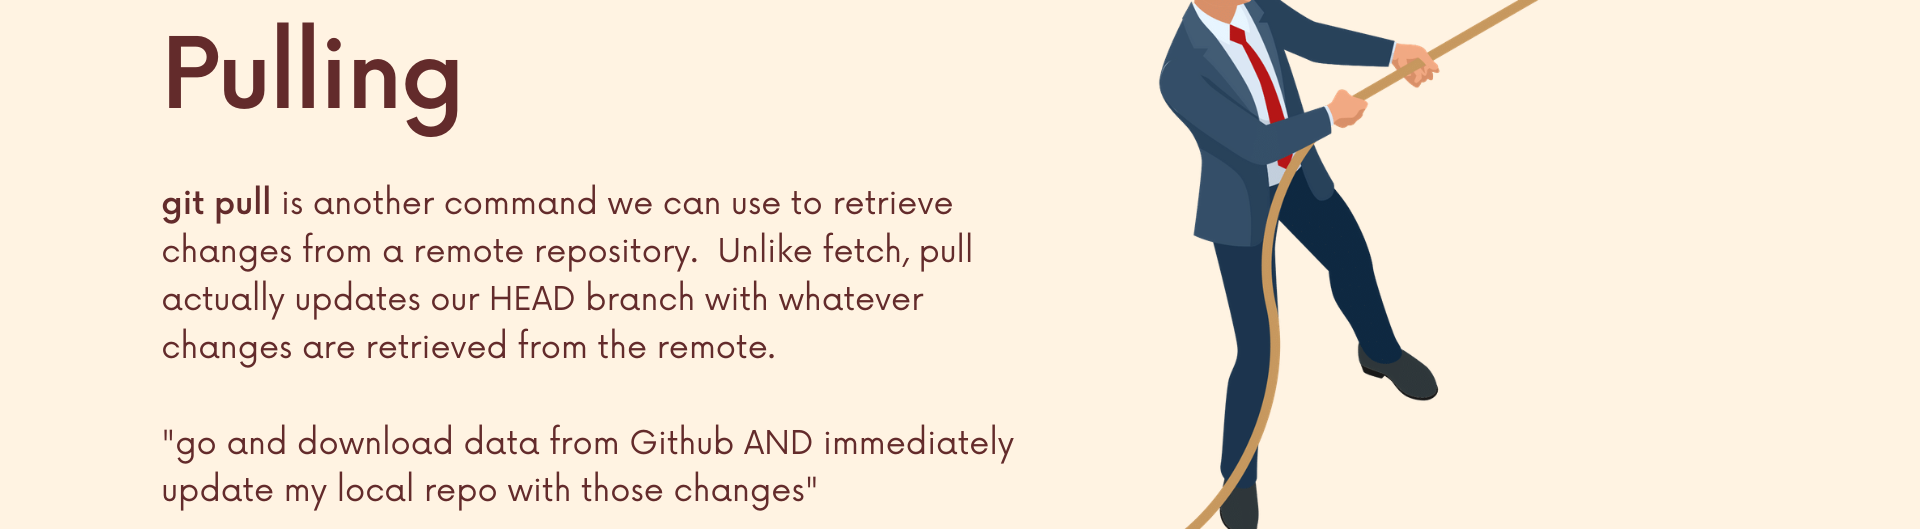 Pulling
git pull is another command we can use to retrieve
changes from a remote repository.  Unlike fetch, pull
actually updates our HEAD branch with whatever
changes are retrieved from the remote.
"go and download data from Github AND immediately
update my local repo with those changes"